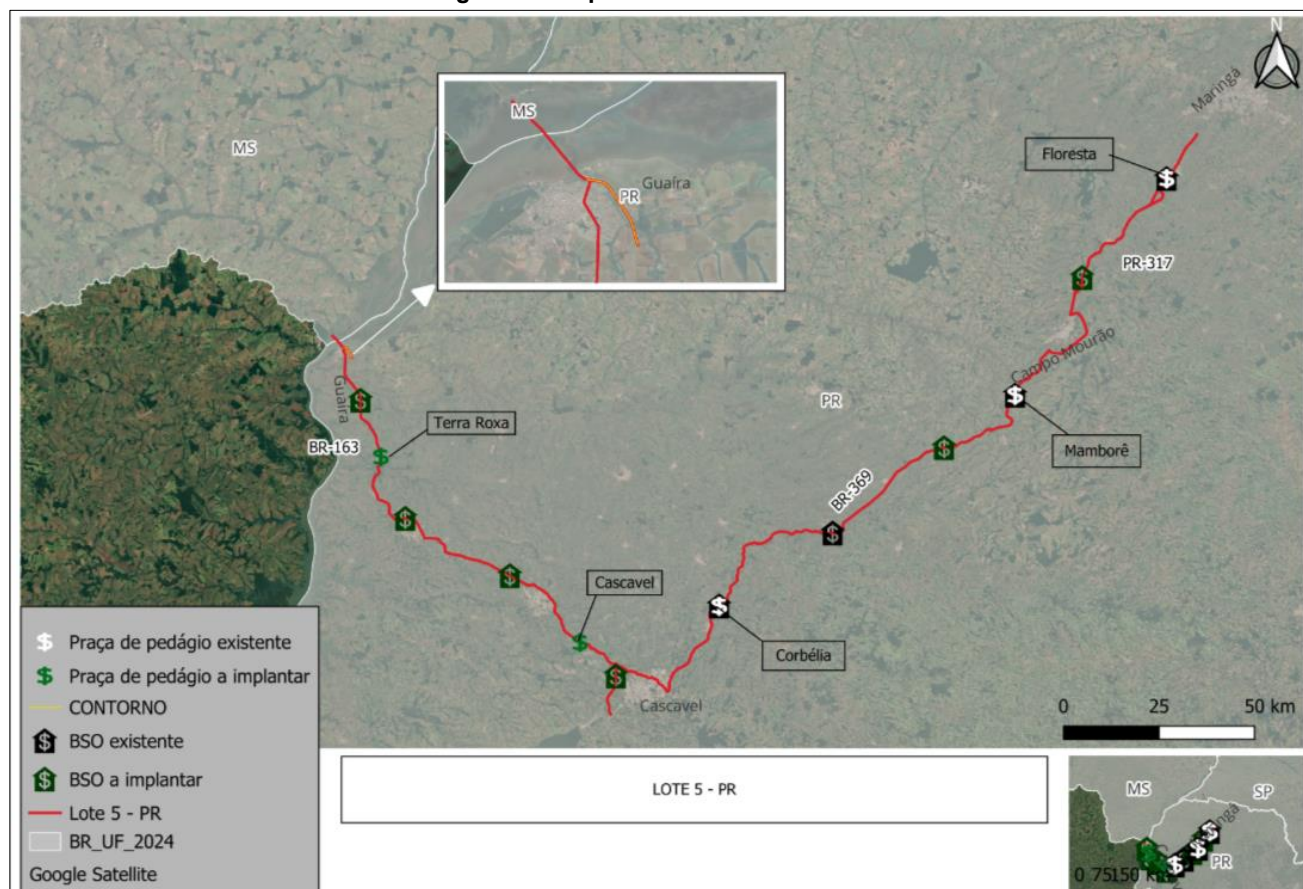 N
Maringá
MS
PR
Guaíra
MS
Floresta
PR-317
Campo Mourão
PR
Guaíra
Terra Roxa
BR-163
Mamborê
BR-369
Cascavel
Corbélia
Cascavel
0 25 50 km
Praça de pedágio existente
Praça de pedágio a implantar
CONTORNO
BSO existente
BSO a implantar
Lote 5 - PR
BR_UF_2024
Google Satellite
LOTE 5 - PR
MS
SP
PR
0 75150